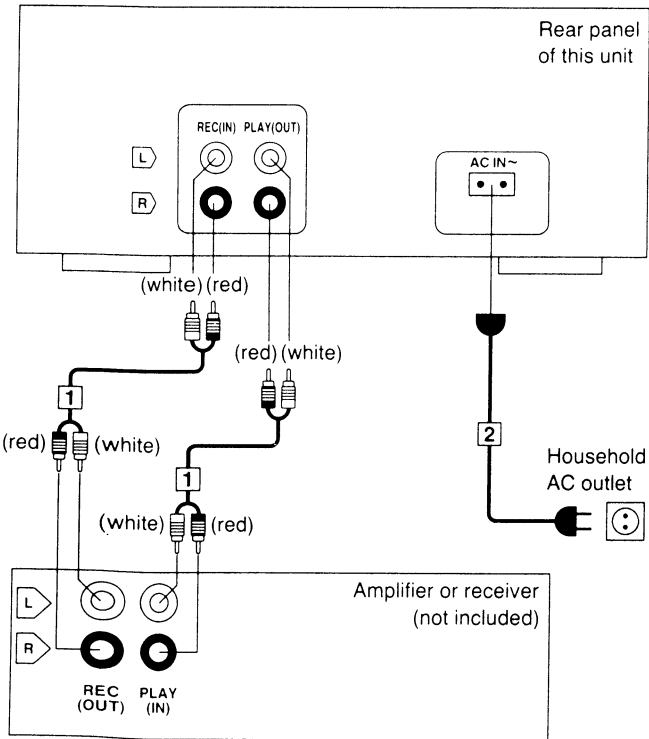 Rear panel
of this unit
REC(IN) PLAY(OUT)
L
R
AC IN~
(white) (red)
(red) (white)
1
(red) (white)
2
Household
AC outlet
1
(white) (red)
Amplifier or receiver
(not included)
L
R
REC
(OUT)
PLAY
(IN)